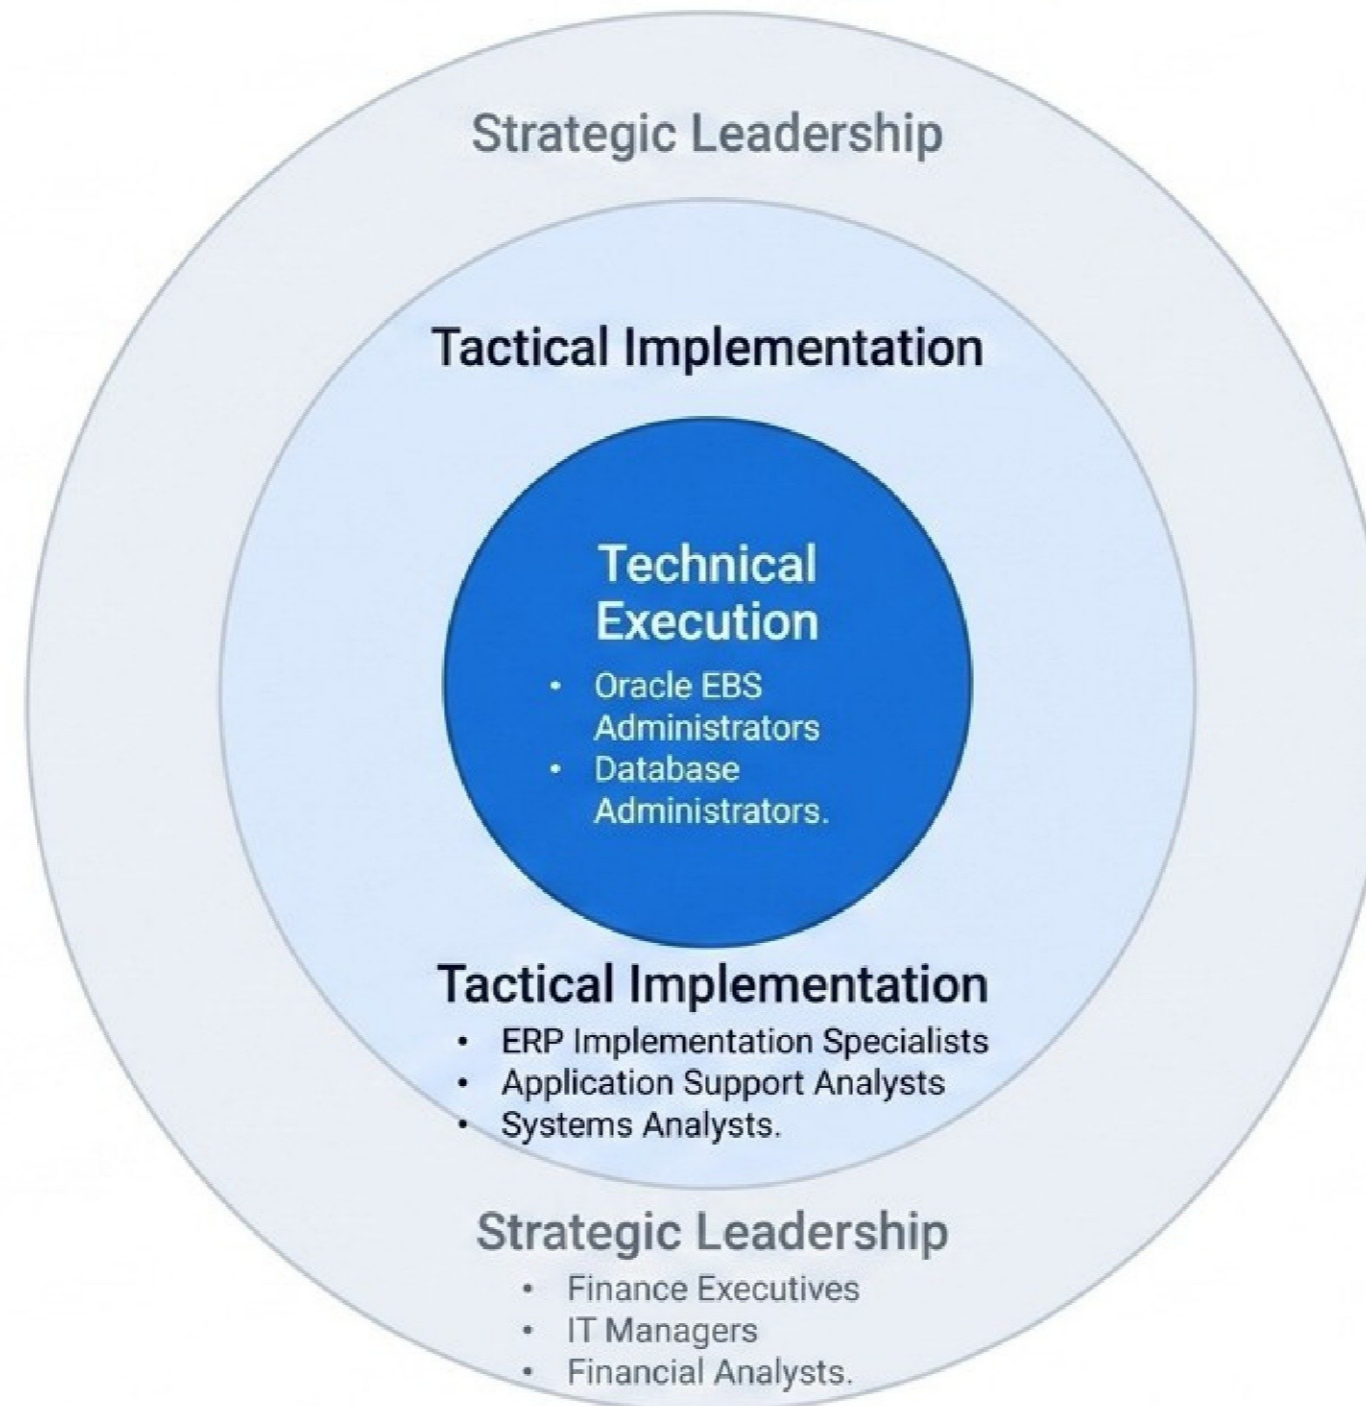 Strategic Leadership
Tactical Implementation
Technical
Execution
• Oracle EBS
Administrators
• Database
Administrators.
Tactical Implementation
• ERP Implementation Specialists
• Application Support Analysts
• Systems Analysts.
Strategic Leadership
• Finance Executives
• IT Managers
• Financial Analysts.